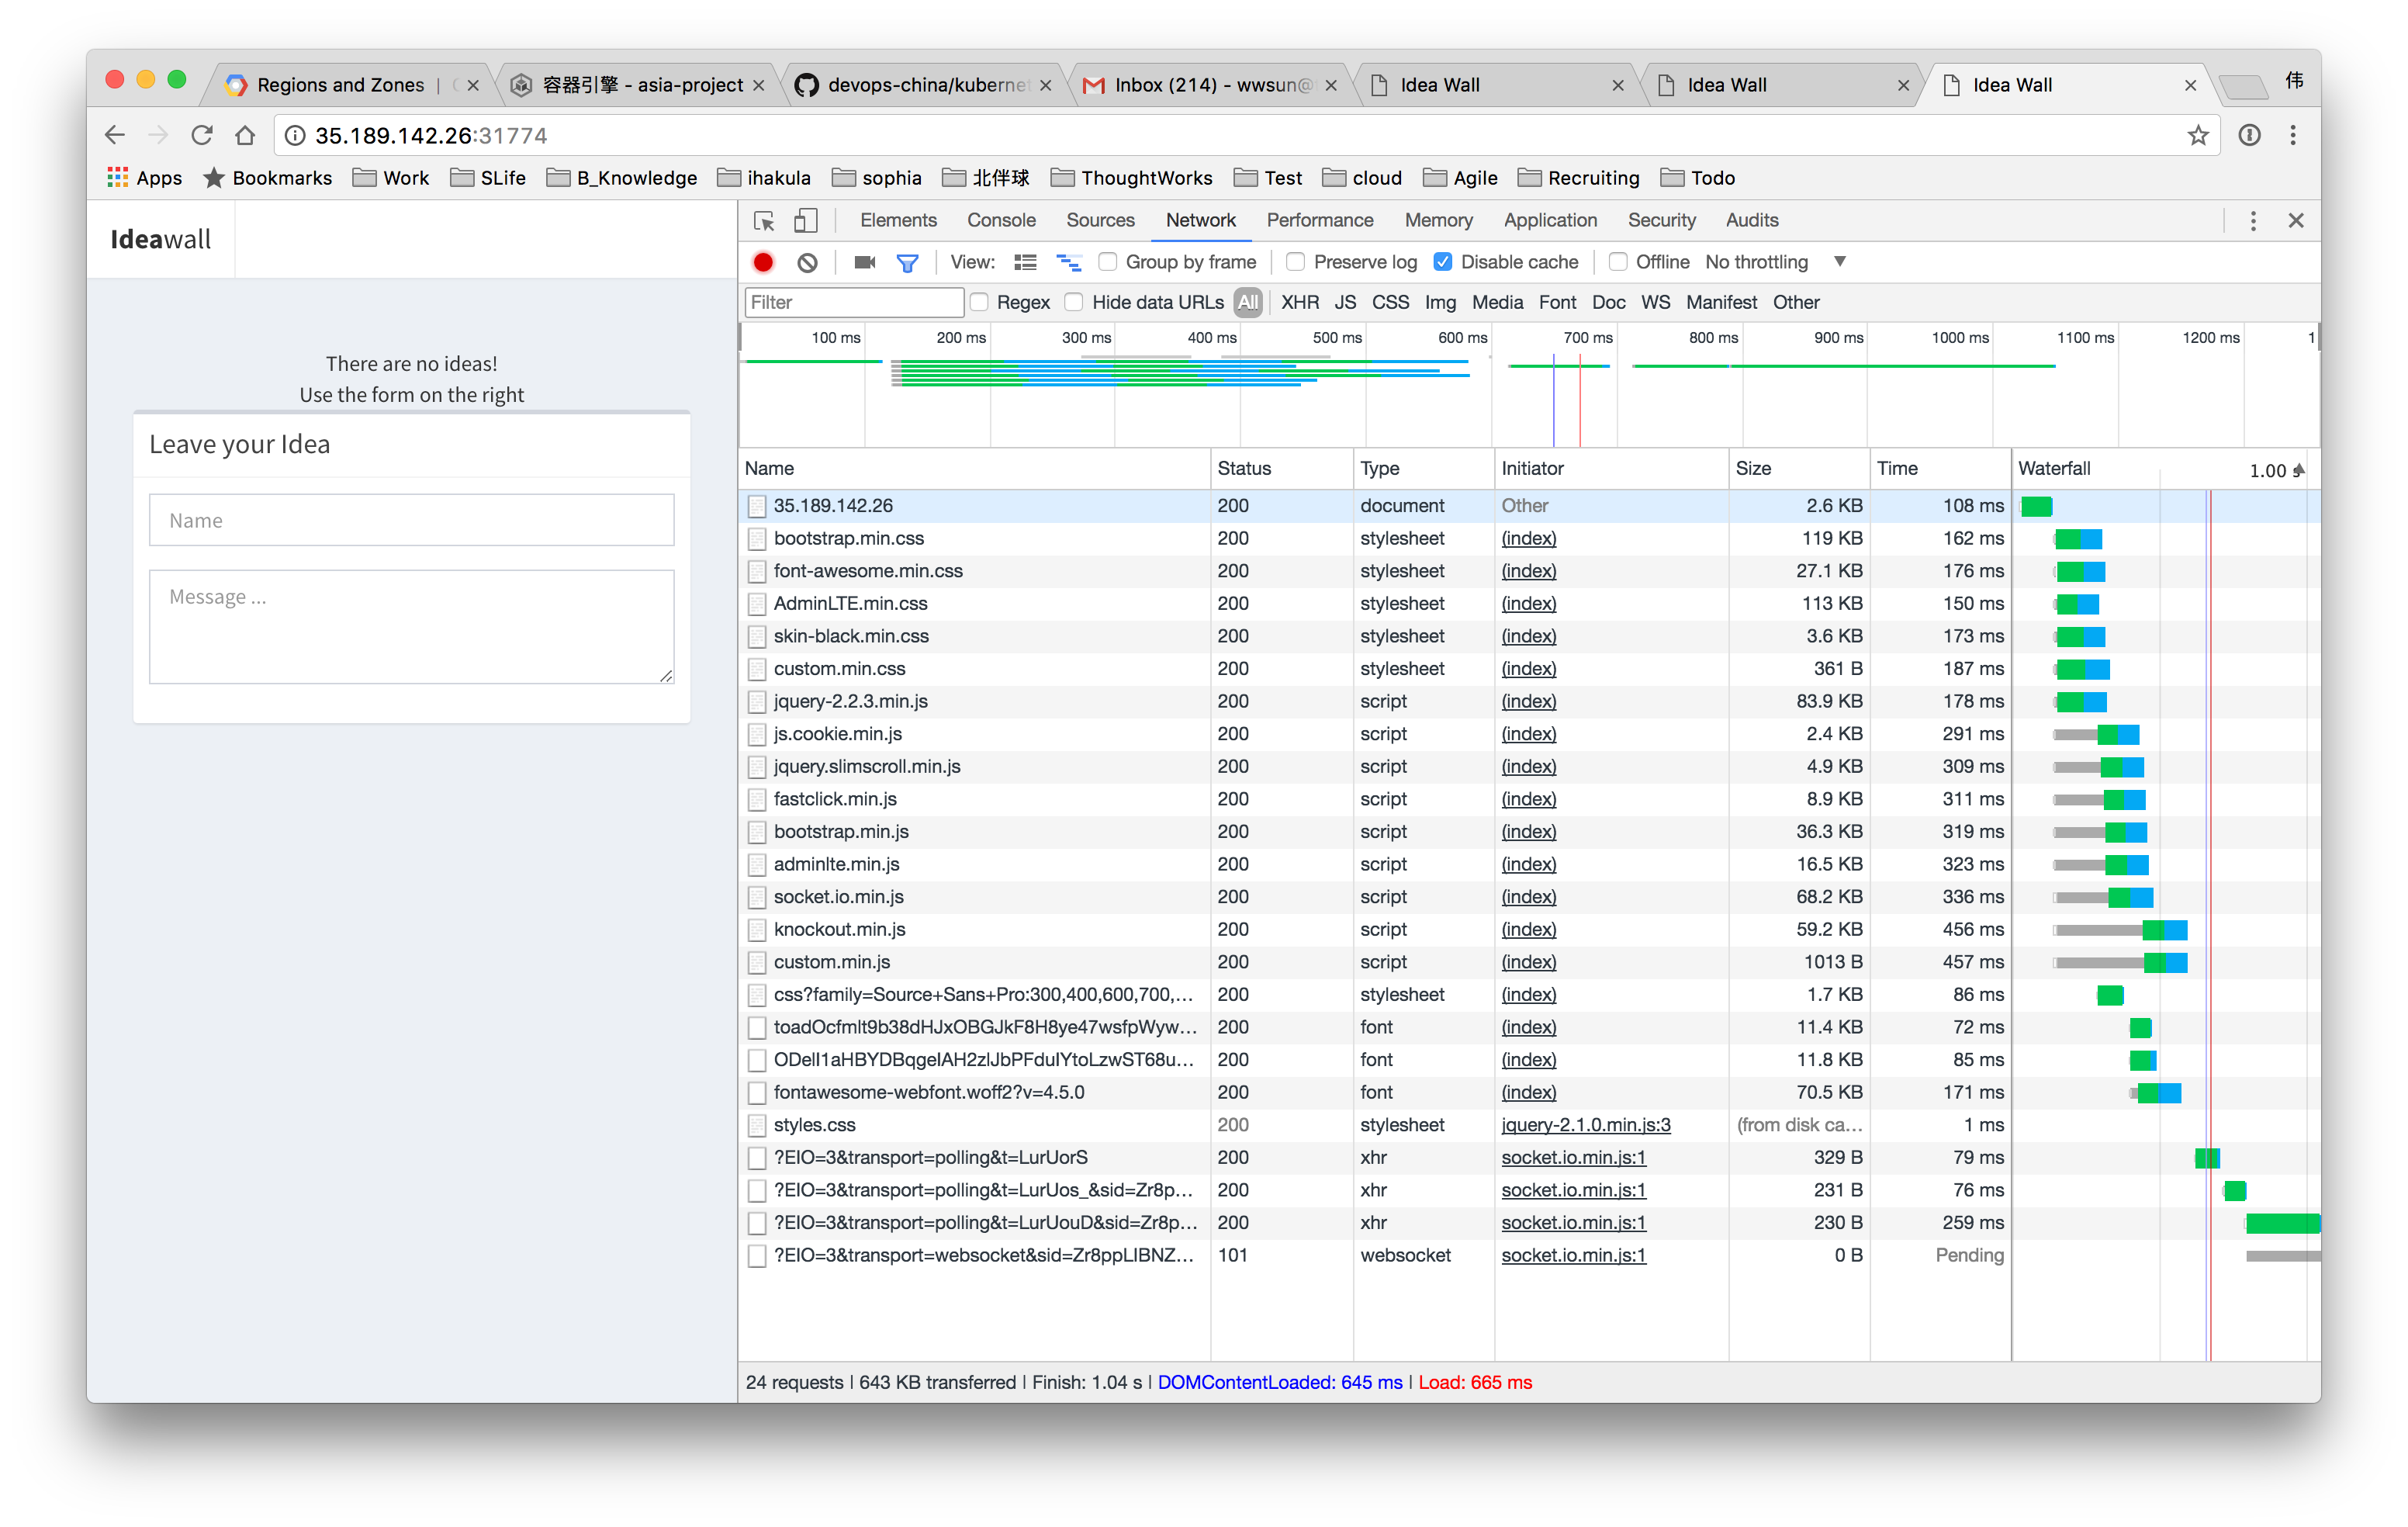 Regions and Zones | 容器引擎 - asia-project devops-china/kubernet Inbox (214) - wwsun@ Idea Wall Idea Wall Idea Wall 伟
35.189.142.26:31774
Apps Bookmarks Work SLife B_Knowledge ihakula sophia 北伴球 ThoughtWorks Test cloud Agile Recruiting Todo
Ideawall
There are no ideas!
Use the form on the right
Leave your Idea
Name
Message ...
Elements Console Sources Network Performance Memory Application Security Audits
View: Group by frame Preserve log Disable cache Offline No throttling
Filter Regex Hide data URLs All XHR JS CSS Img Media Font Doc WS Manifest Other
100 ms 200 ms 300 ms 400 ms 500 ms 600 ms 700 ms 800 ms 900 ms 1000 ms 1100 ms 1200 ms 1
Name Status Type Initiator Size Time Waterfall 1.00 s
35.189.142.26 200 document Other 2.6 KB 108 ms
bootstrap.min.css 200 stylesheet (index) 119 KB 162 ms
font-awesome.min.css 200 stylesheet (index) 27.1 KB 176 ms
AdminLTE.min.css 200 stylesheet (index) 113 KB 150 ms
skin-black.min.css 200 stylesheet (index) 3.6 KB 173 ms
custom.min.css 200 stylesheet (index) 361 B 187 ms
jquery-2.2.3.min.js 200 script (index) 83.9 KB 178 ms
js.cookie.min.js 200 script (index) 2.4 KB 291 ms
jquery.slimscroll.min.js 200 script (index) 4.9 KB 309 ms
fastclick.min.js 200 script (index) 8.9 KB 311 ms
bootstrap.min.js 200 script (index) 36.3 KB 319 ms
adminlte.min.js 200 script (index) 16.5 KB 323 ms
socket.io.min.js 200 script (index) 68.2 KB 336 ms
knockout.min.js 200 script (index) 59.2 KB 456 ms
custom.min.js 200 script (index) 1013 B 457 ms
css?family=Source+Sans+Pro:300,400,600,700,... 200 stylesheet (index) 1.7 KB 86 ms
toadOcfmlt9b38dHJxOBGJkF8H8ye47wsfpWyw... 200 font (index) 11.4 KB 72 ms
ODelI1aHBYDBqgeIAH2zlJbPFduIYtoLzwST68u... 200 font (index) 11.8 KB 85 ms
fontawesome-webfont.woff2?v=4.5.0 200 font (index) 70.5 KB 171 ms
styles.css 200 stylesheet jquery-2.1.0.min.js:3 (from disk ca... 1 ms
?EIO=3&transport=polling&t=LurUorS 200 xhr socket.io.min.js:1 329 B 79 ms
?EIO=3&transport=polling&t=LurUos_&sid=Zr8p... 200 xhr socket.io.min.js:1 231 B 76 ms
?EIO=3&transport=polling&t=LurUouD&sid=Zr8p... 200 xhr socket.io.min.js:1 230 B 259 ms
?EIO=3&transport=websocket&sid=Zr8ppLIBNZ... 101 websocket socket.io.min.js:1 0 B Pending
24 requests | 643 KB transferred | Finish: 1.04 s | DOMContentLoaded: 645 ms | Load: 665 ms